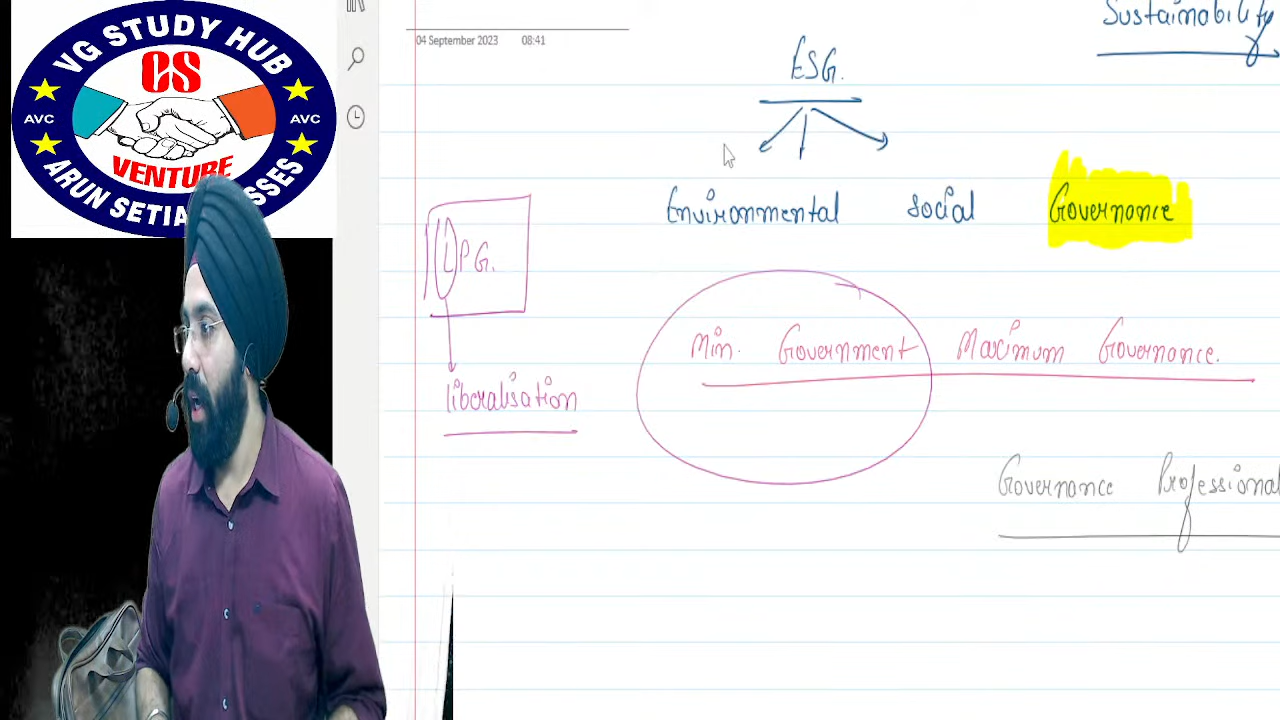 VG STUDY HUB
CS
AVC
AVC
VENTURE
ARUN SETIA CLASSES
04 September 2023 08:41
Sustainability
ESG.
Environmental Social Governance
LPG.
Min. Government Maximum Governance.
liberalisation
Governance Professional